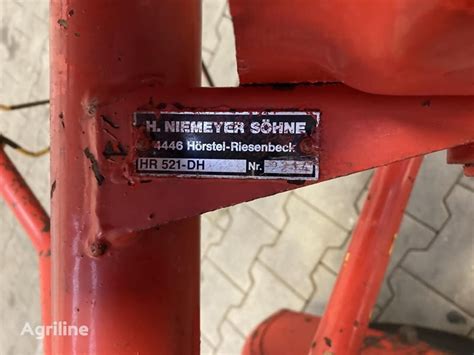 H. NIEMEYER SÖHNE
4446 Hörstel-Riesenbeck
HR 521-DH Nr.
Agriline